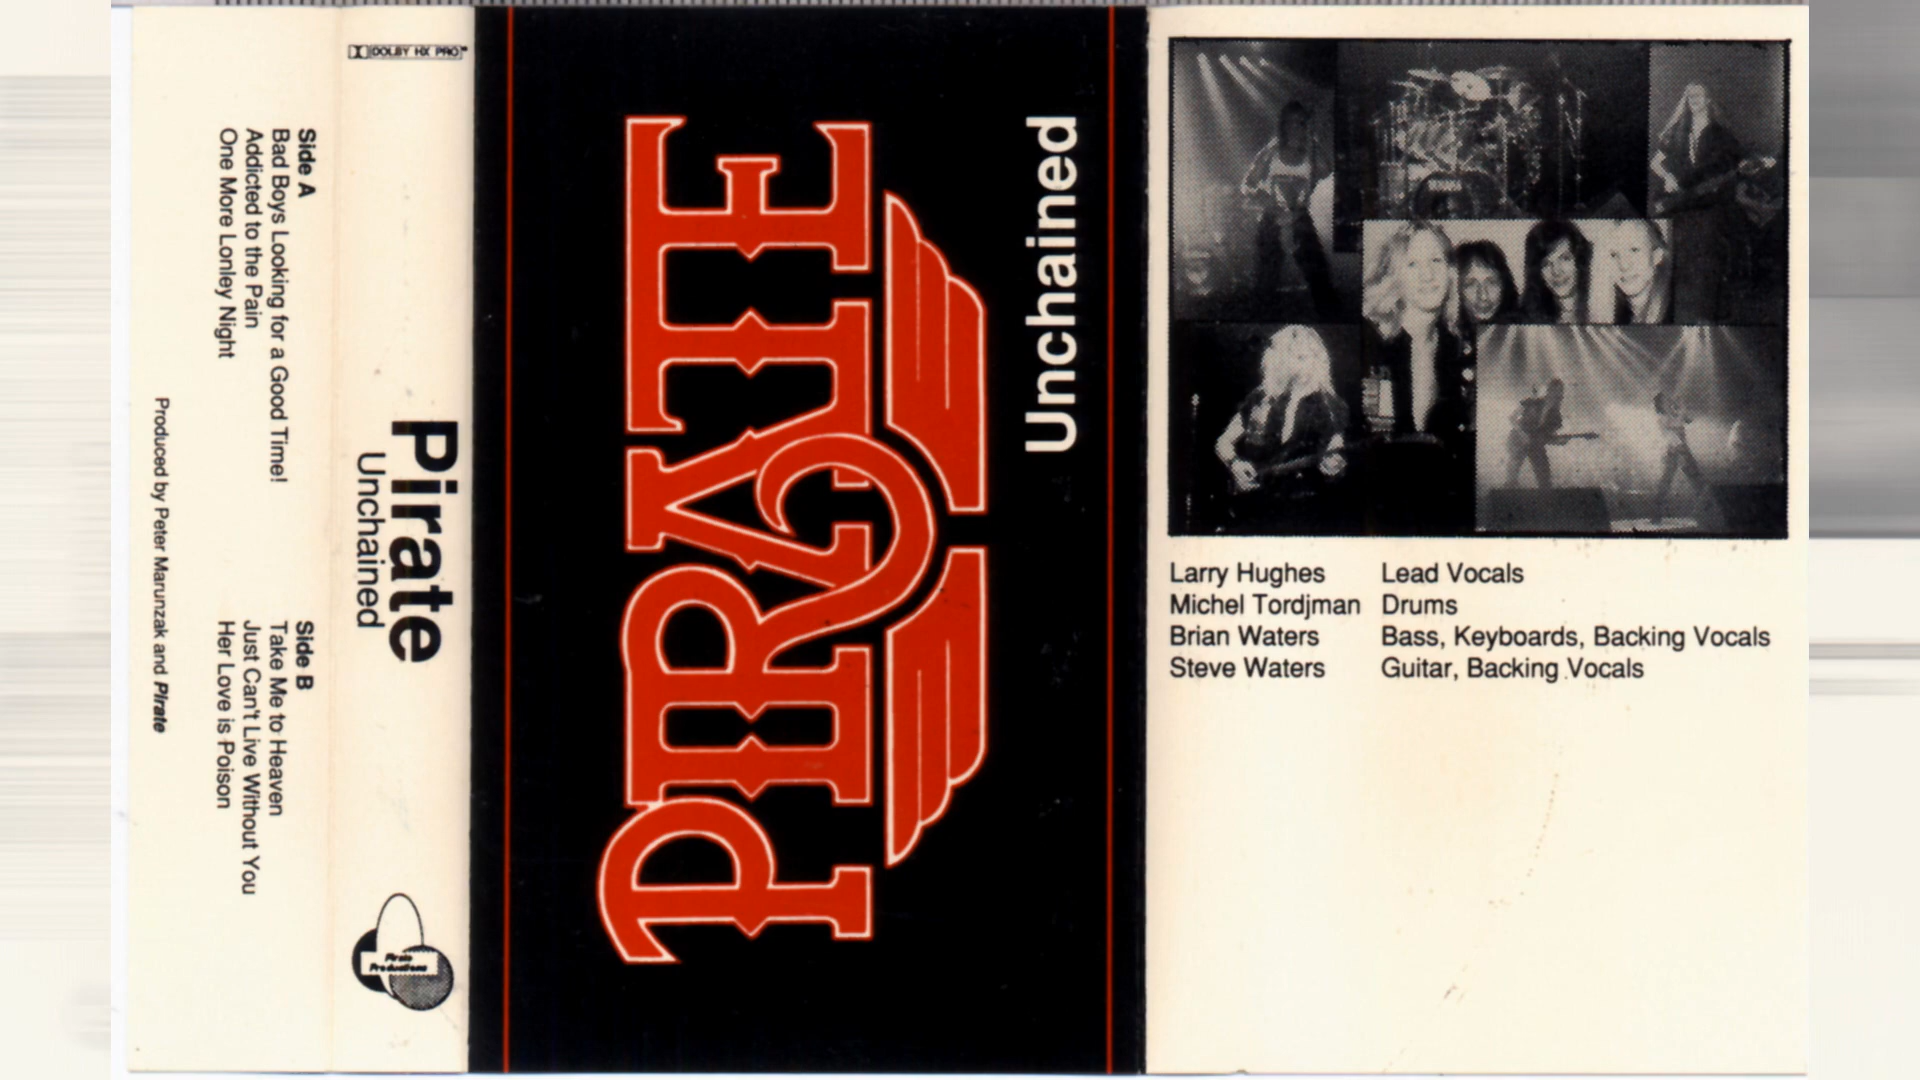 DOLBY HX PRO
Side A
Bad Boys Looking for a Good Time!
Addicted to the Pain
One More Lonley Night
Side B
Take Me to Heaven
Just Can't Live Without You
Her Love is Poison
Produced by Peter Marunzak and Pirate
Pirate
Unchained
Pirate
Productions
PIRATE
Unchained
Larry Hughes Lead Vocals
Michel Tordjman Drums
Brian Waters Bass, Keyboards, Backing Vocals
Steve Waters Guitar, Backing Vocals